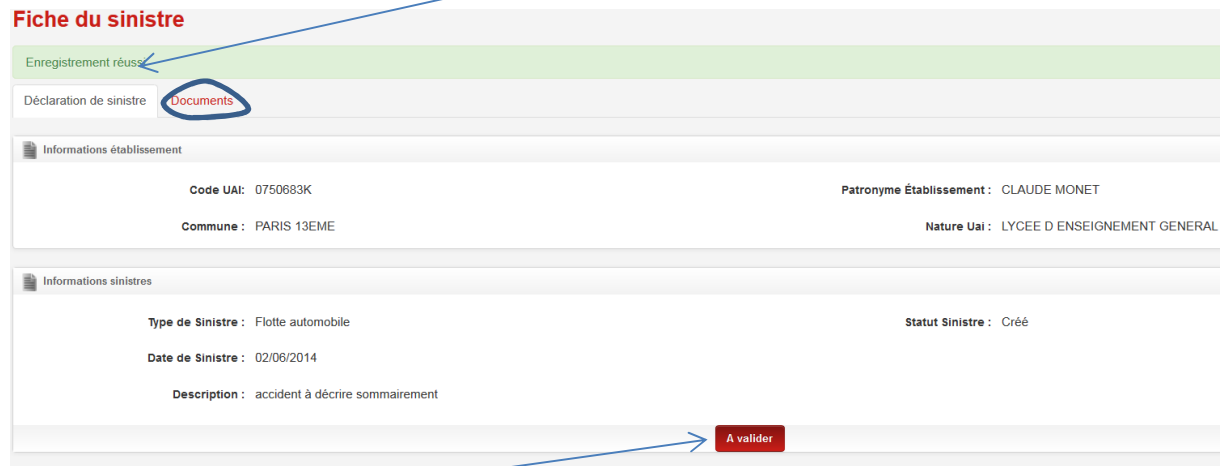 Fiche du sinistre
Enregistrement réussi
Déclaration de sinistre Documents
Informations établissement
Code UAI: 0750683K Patronyme Établissement : CLAUDE MONET
Commune : PARIS 13EME Nature Uai : LYCEE D ENSEIGNEMENT GENERAL
Informations sinistres
Type de Sinistre : Flotte automobile Statut Sinistre : Créé
Date de Sinistre : 02/06/2014
Description : accident à décrire sommairement
A valider